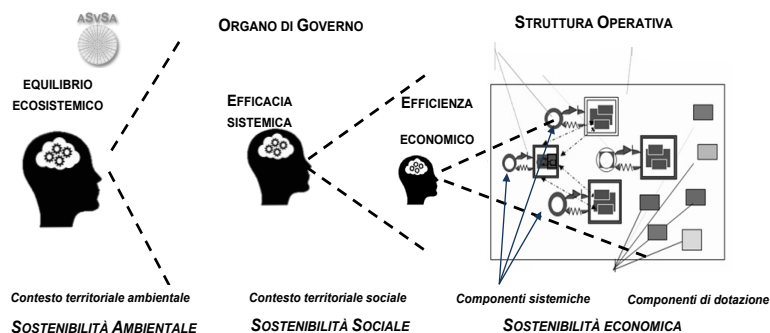 ASVSA
ORGANO DI GOVERNO
STRUTTURA OPERATIVA
EQUILIBRIO
ECOSISTEMICO
EFFICACIA
SISTEMICA
EFFICIENZA
ECONOMICO
Contesto territoriale ambientale
Contesto territoriale sociale
Componenti sistemiche
Componenti di dotazione
SOSTENIBILITÀ AMBIENTALE
SOSTENIBILITÀ SOCIALE
SOSTENIBILITÀ ECONOMICA